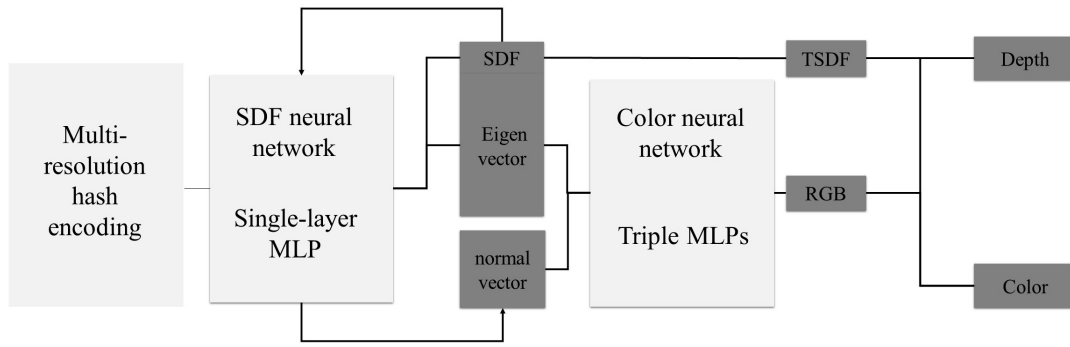 Multi-
resolution
hash
encoding
SDF neural
network
Single-layer
MLP
SDF
Eigen
vector
normal
vector
Color neural
network
Triple MLPs
TSDF
RGB
Depth
Color